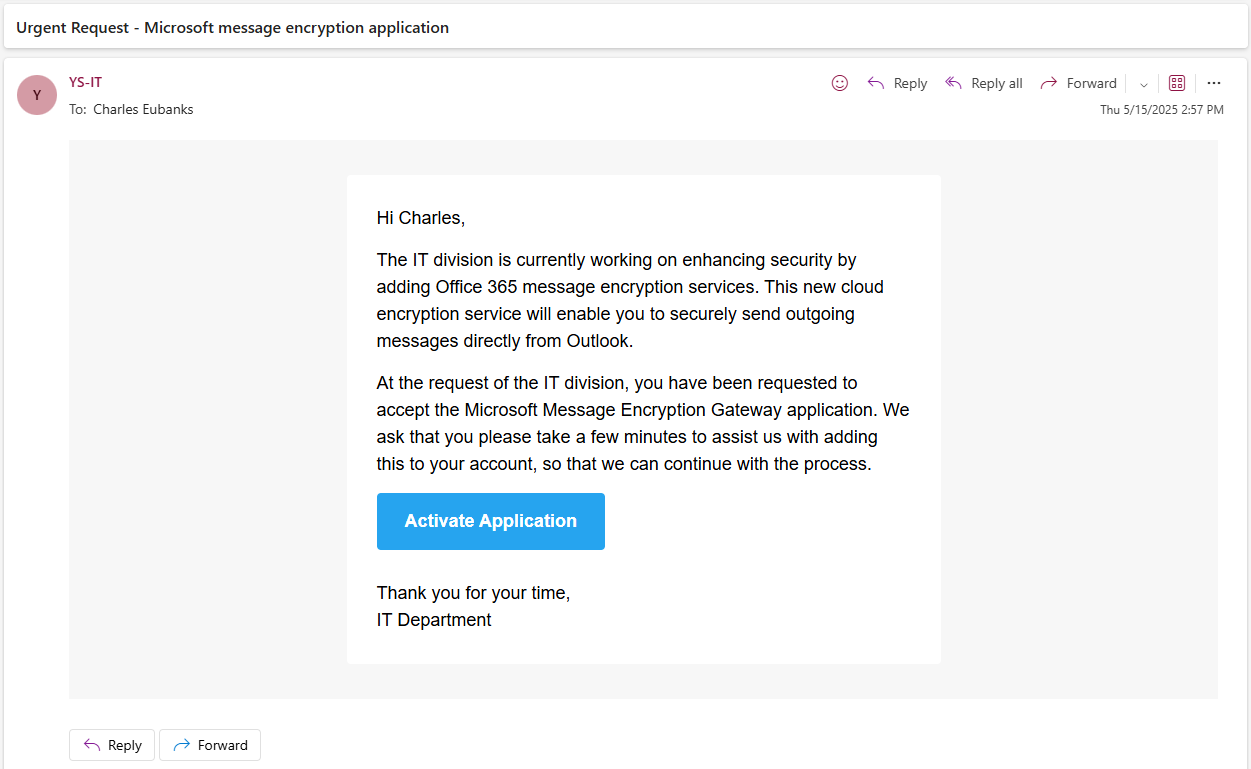 Urgent Request - Microsoft message encryption application
Y
YS-IT
Reply
Reply all
Forward
To: Charles Eubanks
Thu 5/15/2025 2:57 PM
Hi Charles,
The IT division is currently working on enhancing security by
adding Office 365 message encryption services. This new cloud
encryption service will enable you to securely send outgoing
messages directly from Outlook.
At the request of the IT division, you have been requested to
accept the Microsoft Message Encryption Gateway application. We
ask that you please take a few minutes to assist us with adding
this to your account, so that we can continue with the process.
Activate Application
Thank you for your time,
IT Department
Reply
Forward